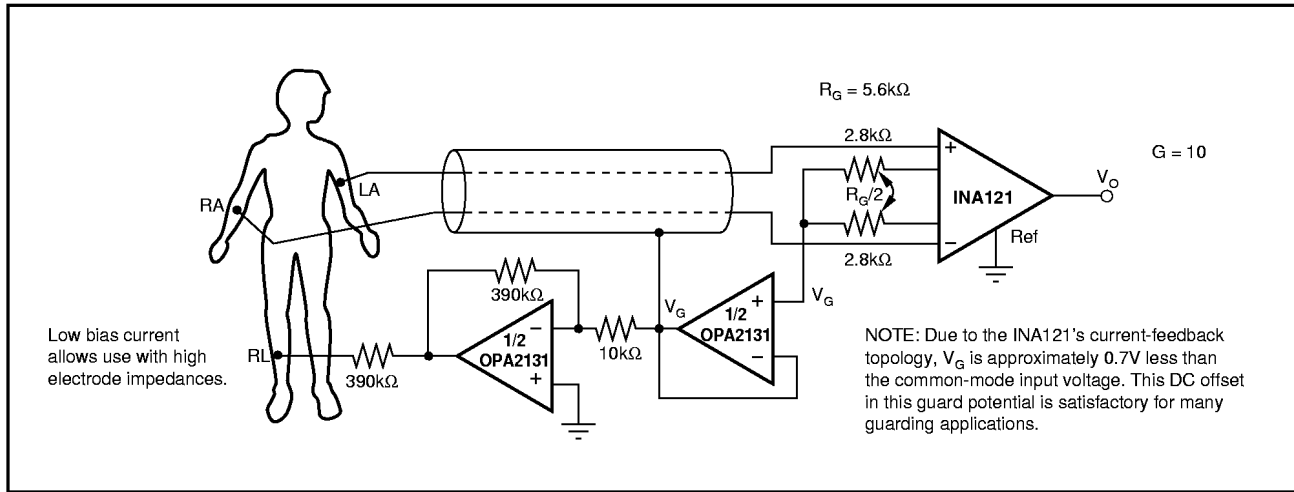 R_G = 5.6kΩ
2.8kΩ
+
G = 10
LA
RA
R_G/2
INA121
V_O
–
Ref
2.8kΩ
390kΩ
V_G
+
V_G
1/2
OPA2131
–
–
1/2
OPA2131
+
10kΩ
RL
390kΩ
Low bias current
allows use with high
electrode impedances.
NOTE: Due to the INA121's current-feedback
topology, V_G is approximately 0.7V less than
the common-mode input voltage. This DC offset
in this guard potential is satisfactory for many
guarding applications.